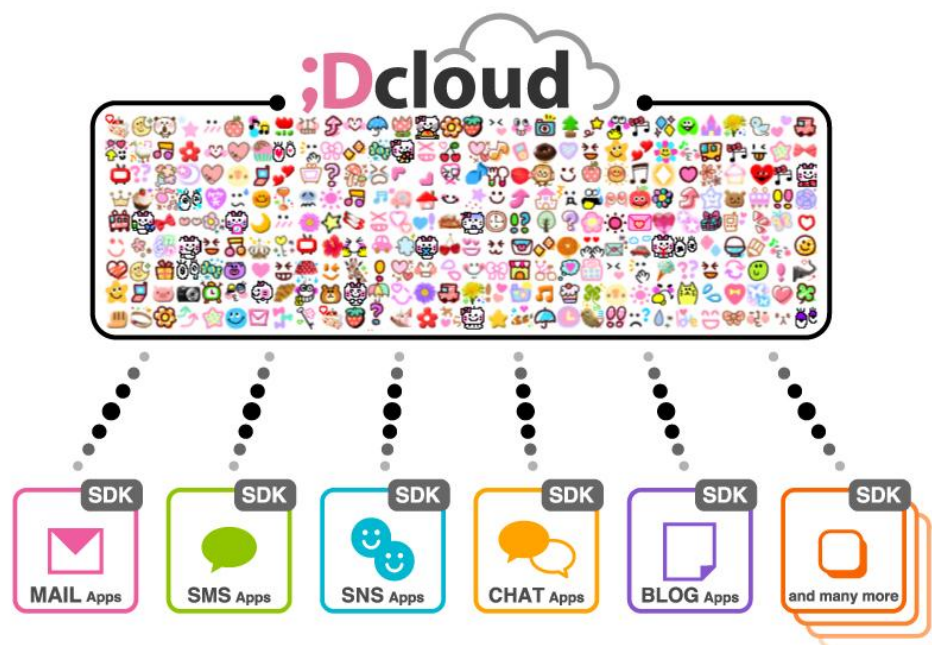 ;Dcloud
SDK
SDK
SDK
SDK
SDK
SDK
MAIL Apps
SMS Apps
SNS Apps
CHAT Apps
BLOG Apps
and many more